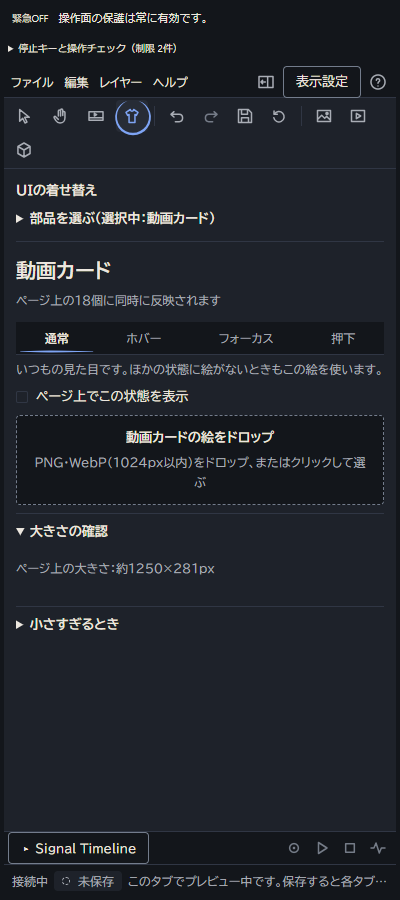 緊急OFF 操作面の保護は常に有効です。
▶ 停止キーと操作チェック（制限 2件）
ファイル 編集 レイヤー ヘルプ 表示設定
UIの着せ替え
▶ 部品を選ぶ（選択中：動画カード）
動画カード
ページ上の18個に同時に反映されます
通常 ホバー フォーカス 押下
いつもの見た目です。ほかの状態に絵がないときもこの絵を使います。
ページ上でこの状態を表示
動画カードの絵をドロップ
PNG・WebP（1024px以内）をドロップ、またはクリックして選
ぶ
▼ 大きさの確認
ページ上の大きさ：約1250×281px
▶ 小さすぎるとき
▸ Signal Timeline
接続中 未保存 このタブでプレビュー中です。保存すると各タブ…